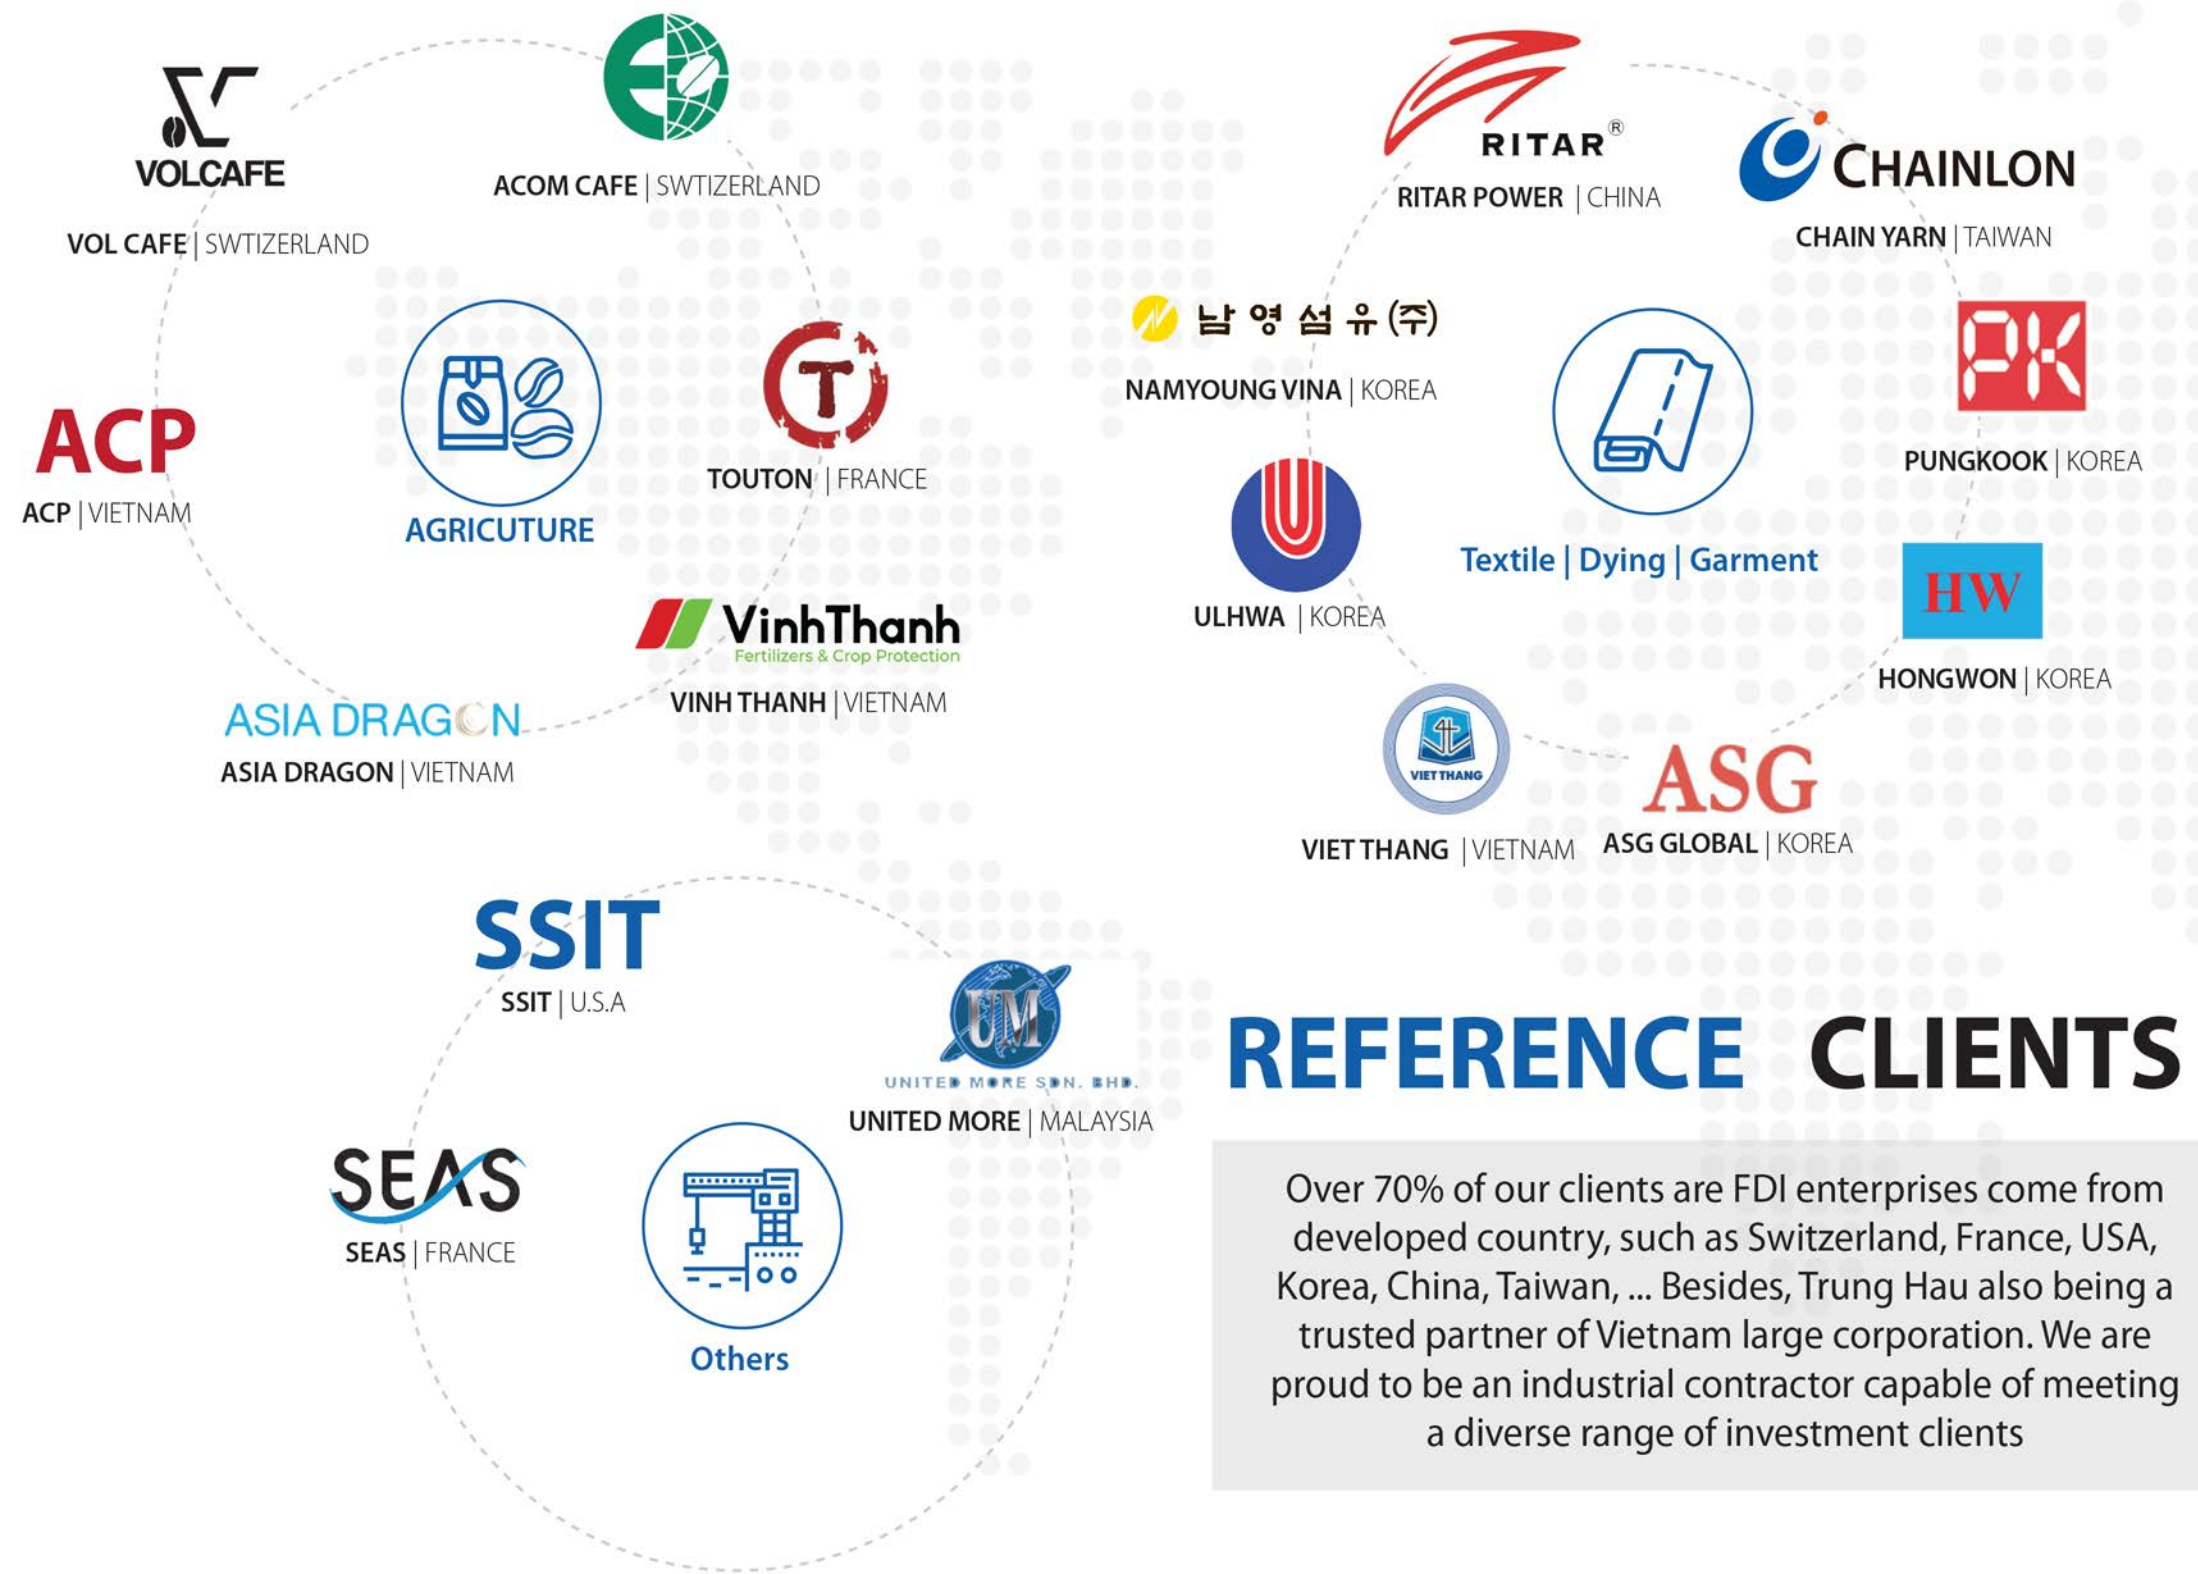 VOLCAFE
VOL CAFE | SWTIZERLAND
ACOM CAFE | SWTIZERLAND
T
TOUTON | FRANCE
ACP
ACP | VIETNAM
AGRICUTURE
VinhThanh
Fertilizers & Crop Protection
VINH THANH | VIETNAM
ASIA DRAGON
ASIA DRAGON | VIETNAM
RITAR®
RITAR POWER | CHINA
CHAINLON
CHAIN YARN | TAIWAN
남영섬유(주)
NAMYOUNG VINA | KOREA
PK
PUNGKOOK | KOREA
ULHWA | KOREA
Textile | Dying | Garment
HW
HONGWON | KOREA
VIET THANG
VIET THANG | VIETNAM
ASG
ASG GLOBAL | KOREA
SSIT
SSIT | U.S.A
UM
UNITED MORE SDN. BHD.
UNITED MORE | MALAYSIA
SEAS
SEAS | FRANCE
Others
REFERENCE CLIENTS
Over 70% of our clients are FDI enterprises come from
developed country, such as Switzerland, France, USA,
Korea, China, Taiwan, ... Besides, Trung Hau also being a
trusted partner of Vietnam large corporation. We are
proud to be an industrial contractor capable of meeting
a diverse range of investment clients